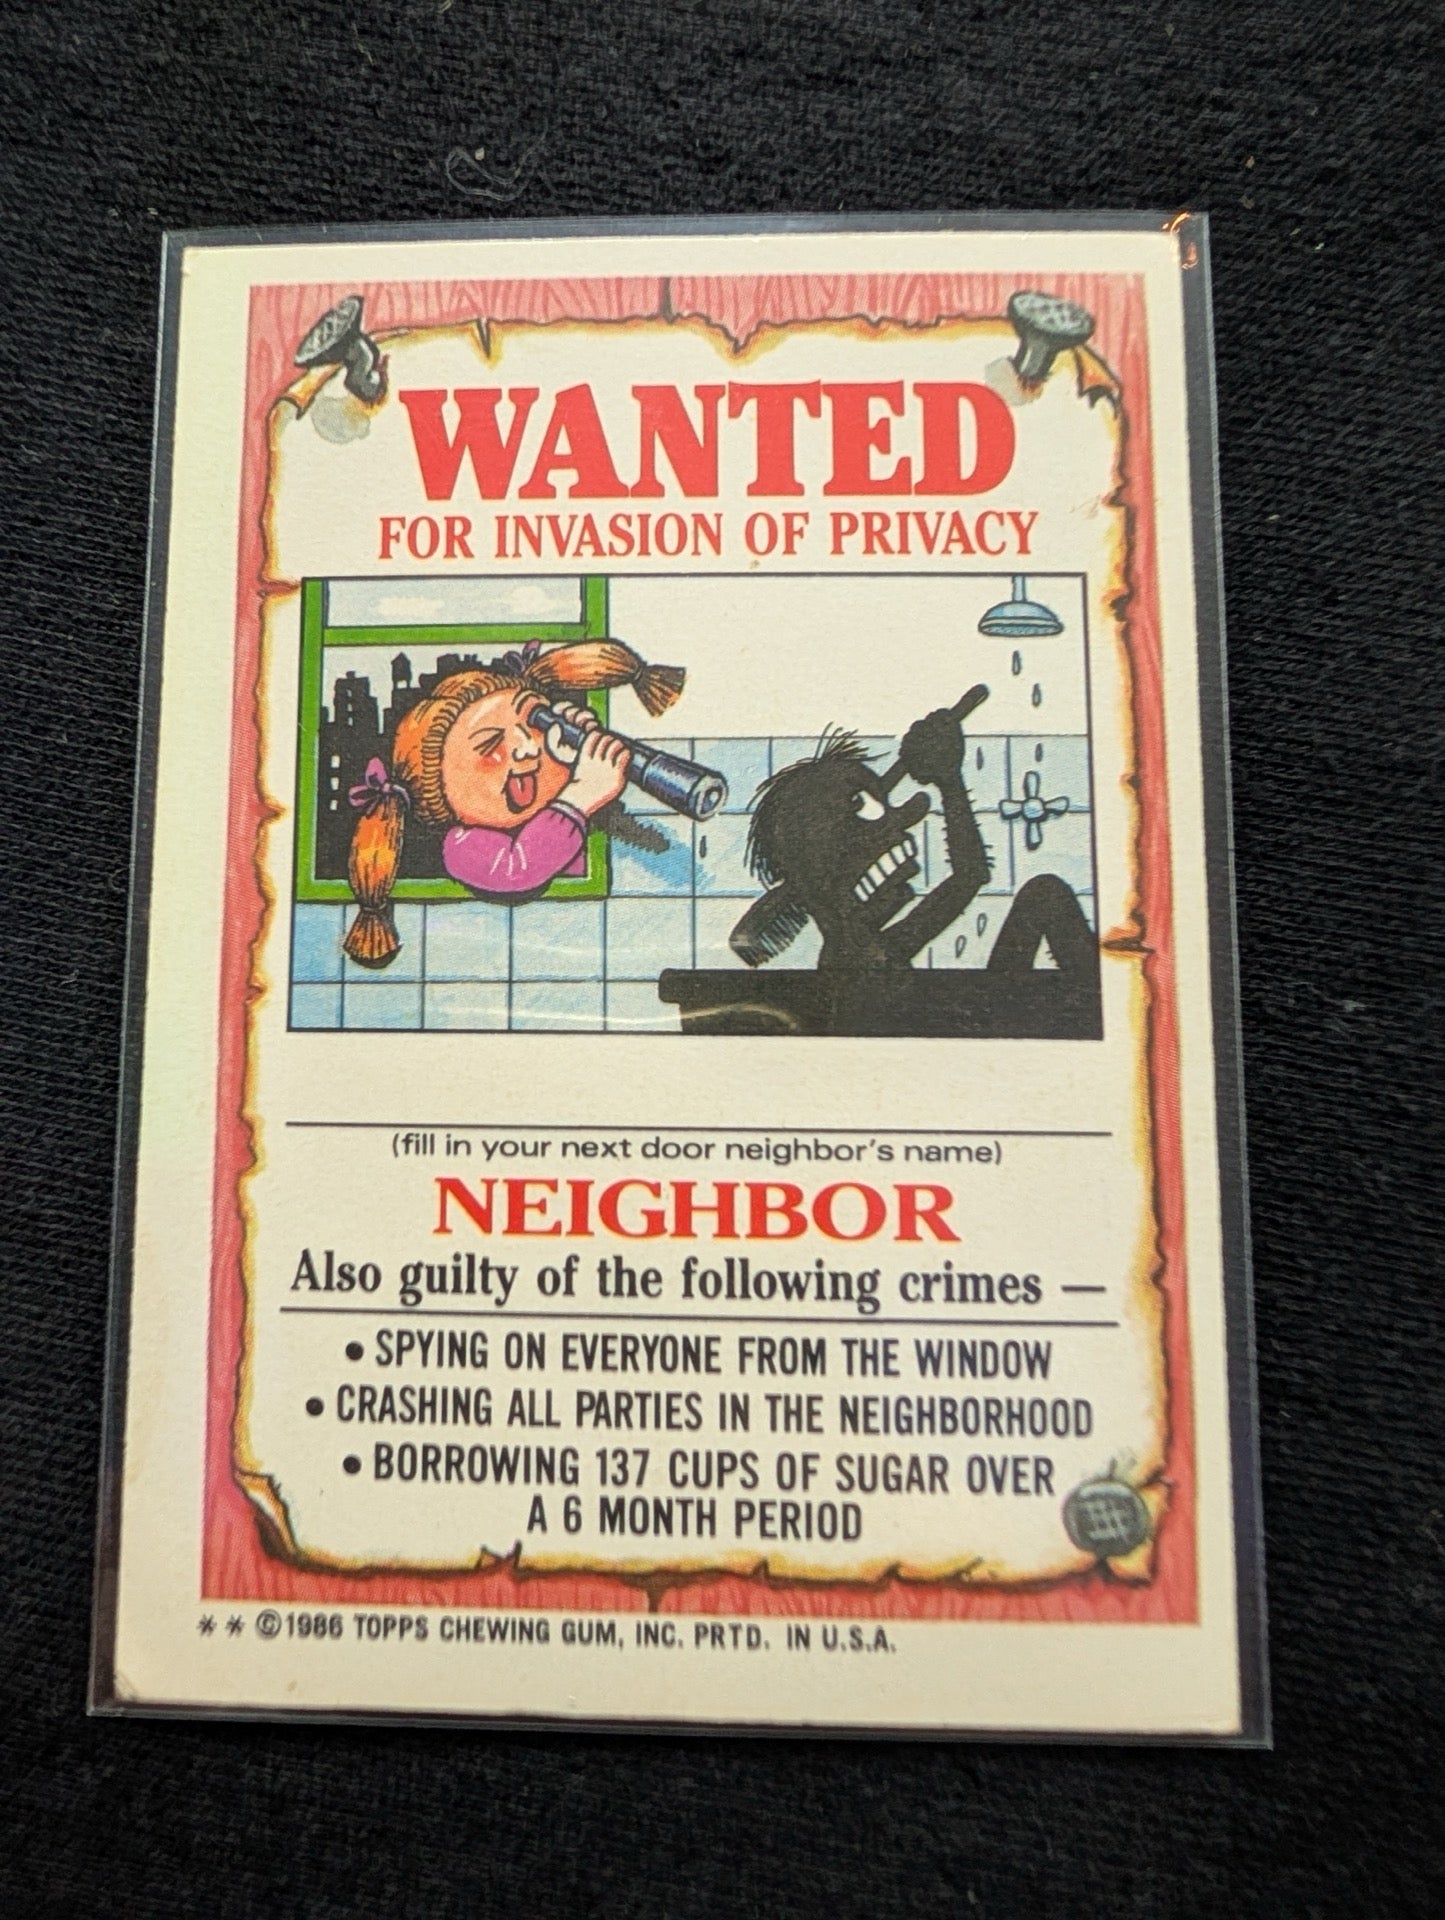 WANTED
FOR INVASION OF PRIVACY
(fill in your next door neighbor's name)
NEIGHBOR
Also guilty of the following crimes —
• SPYING ON EVERYONE FROM THE WINDOW
• CRASHING ALL PARTIES IN THE NEIGHBORHOOD
• BORROWING 137 CUPS OF SUGAR OVER
A 6 MONTH PERIOD
* * ©1986 TOPPS CHEWING GUM, INC. PRTD. IN U.S.A.